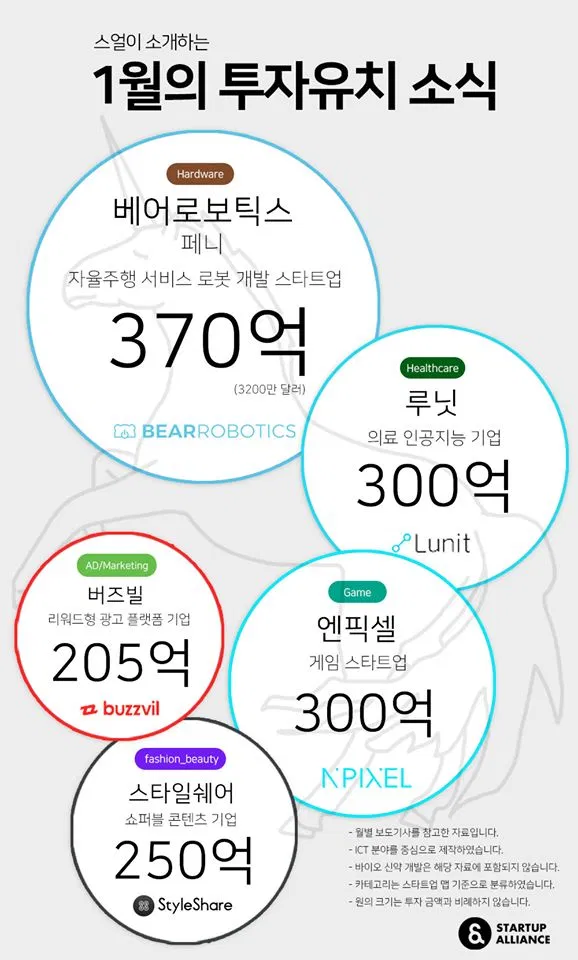 스얼이 소개하는
1월의 투자유치 소식
Hardware
베어로보틱스
페니
자율주행 서비스 로봇 개발 스타트업
370억
(3200만 달러)
BEARROBOTICS
Healthcare
루닛
의료 인공지능 기업
300억
Lunit
AD/Marketing
버즈빌
리워드형 광고 플랫폼 기업
205억
buzzvil
Game
엔픽셀
게임 스타트업
300억
NPIXEL
fashion_beauty
스타일쉐어
쇼퍼블 콘텐츠 기업
250억
StyleShare
- 월별 보도기사를 참고한 자료입니다.
- ICT 분야를 중심으로 제작하였습니다.
- 바이오 신약 개발은 해당 자료에 포함되지 않습니다.
- 카테고리는 스타트업 맵 기준으로 분류하였습니다.
- 원의 크기는 투자 금액과 비례하지 않습니다.
STARTUP
ALLIANCE